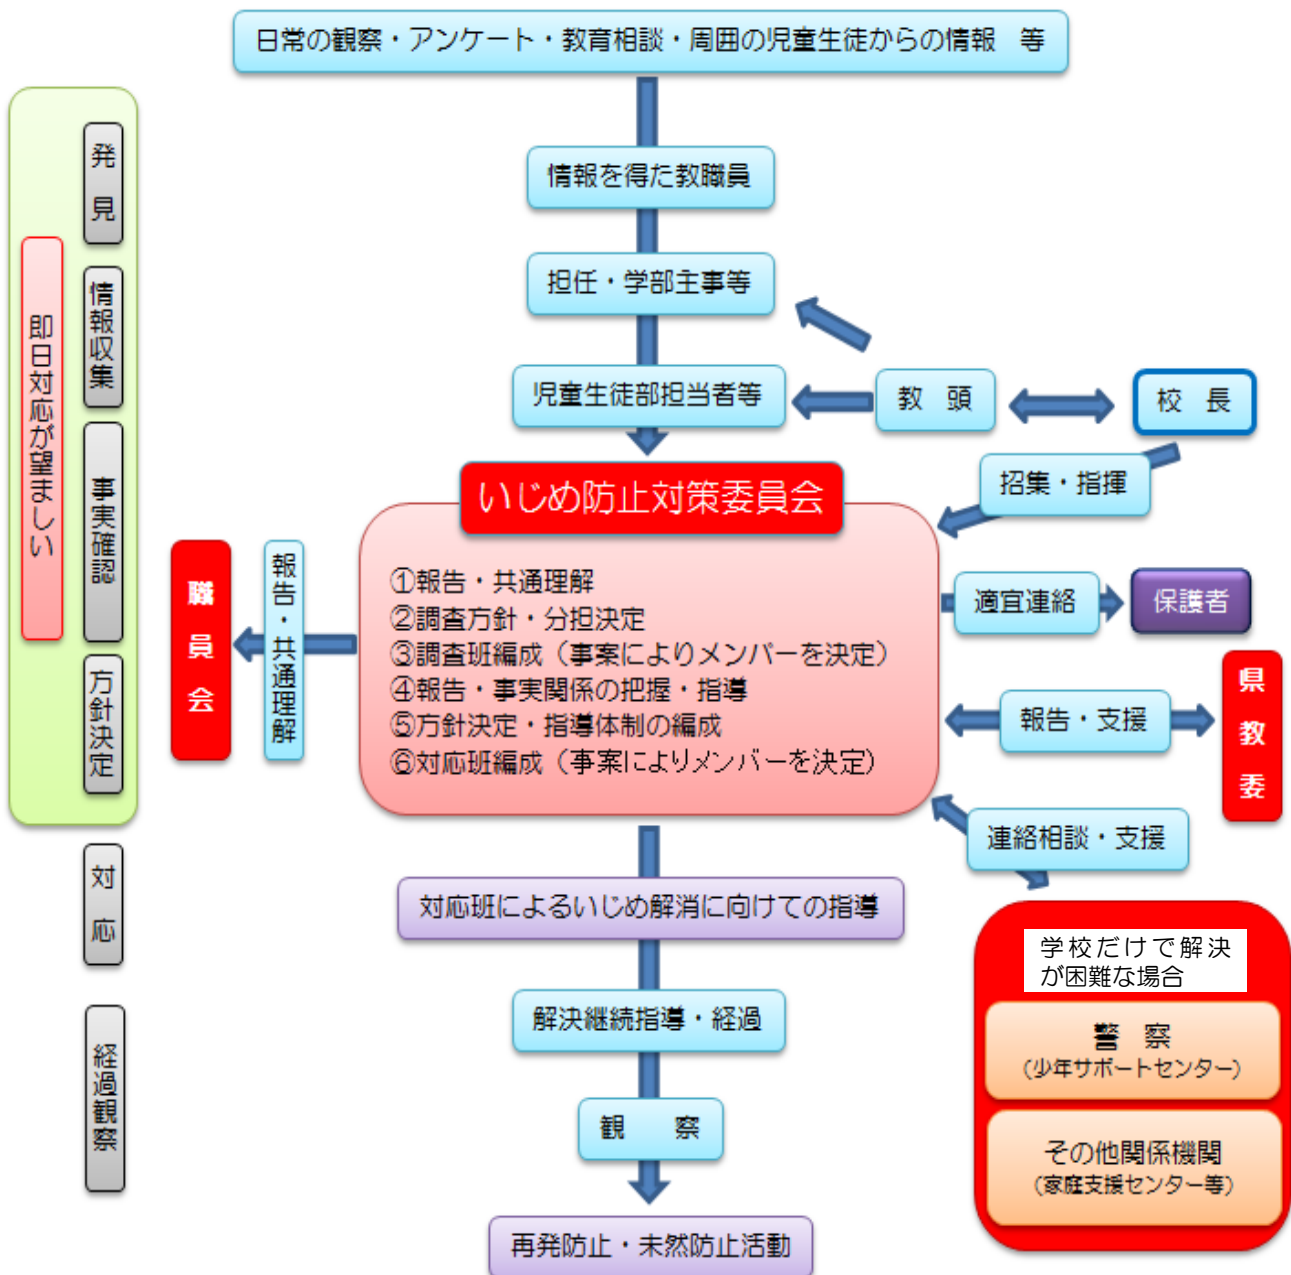 日常の観察・アンケート・教育相談・周囲の児童生徒からの情報　等
発見
情報収集
事実確認
方針決定
即日対応が望ましい
対応
経過観察
情報を得た教職員
担任・学部主事等
児童生徒部担当者等
教　頭
校　長
招集・指揮
いじめ防止対策委員会
①報告・共通理解
②調査方針・分担決定
③調査班編成（事案によりメンバーを決定）
④報告・事実関係の把握・指導
⑤方針決定・指導体制の編成
⑥対応班編成（事案によりメンバーを決定）
報告・共通理解
職員会
適宜連絡
保護者
報告・支援
県教委
連絡相談・支援
学校だけで解決
が困難な場合
警　察
（少年サポートセンター）
その他関係機関
（家庭支援センター等）
対応班によるいじめ解消に向けての指導
解決継続指導・経過
観　　察
再発防止・未然防止活動